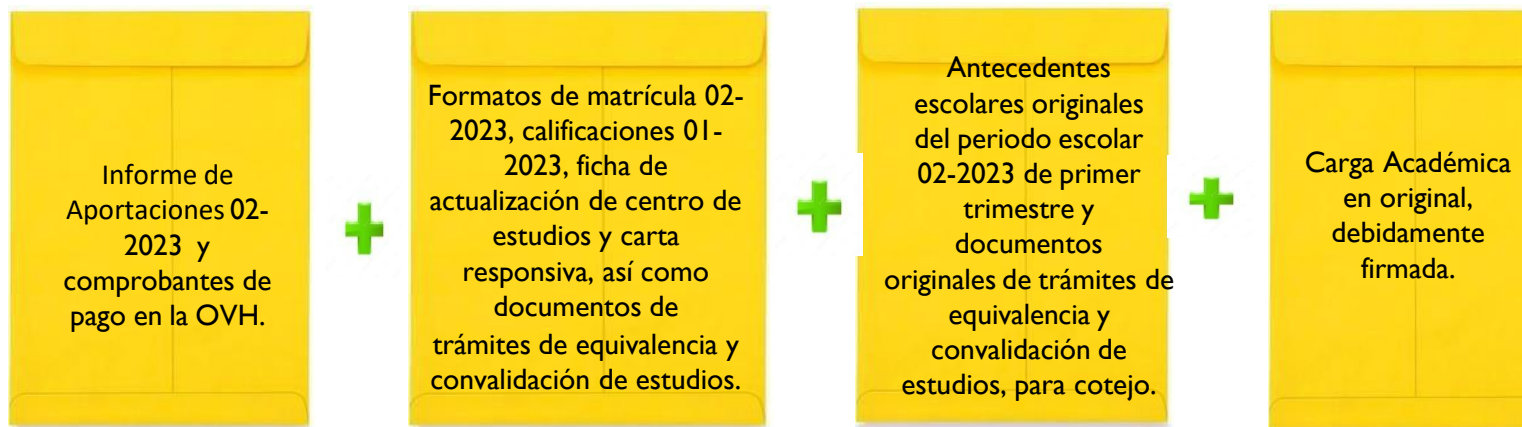 Informe de
Aportaciones 02-
2023 y
comprobantes de
pago en la OVH.
Formatos de matrícula 02-
2023, calificaciones 01-
2023, ficha de
actualización de centro de
estudios y carta
responsiva, así como
documentos de
trámites de equivalencia y
convalidación de estudios.
Antecedentes
escolares originales
del periodo escolar
02-2023 de primer
trimestre y
documentos
originales de trámites de
equivalencia y
convalidación de
estudios, para cotejo.
Carga Académica
en original,
debidamente
firmada.